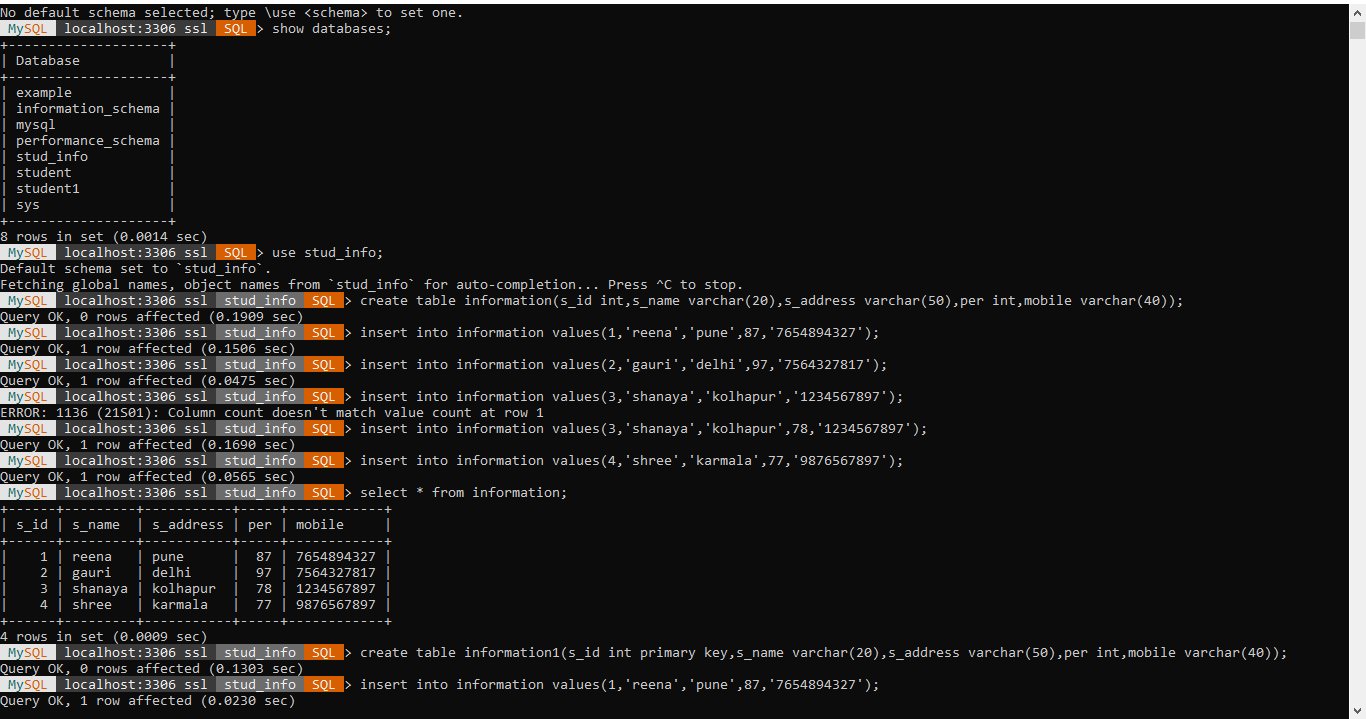 No default schema selected; type \use <schema> to set one.
MySQL localhost:3306 ssl SQL > show databases;
+--------------------+
| Database           |
+--------------------+
| example            |
| information_schema |
| mysql              |
| performance_schema |
| stud_info          |
| student            |
| student1           |
| sys                |
+--------------------+
8 rows in set (0.0014 sec)
MySQL localhost:3306 ssl SQL > use stud_info;
Default schema set to `stud_info`.
Fetching global names, object names from `stud_info` for auto-completion... Press ^C to stop.
MySQL localhost:3306 ssl stud_info SQL > create table information(s_id int,s_name varchar(20),s_address varchar(50),per int,mobile varchar(40));
Query OK, 0 rows affected (0.1909 sec)
MySQL localhost:3306 ssl stud_info SQL > insert into information values(1,'reena','pune',87,'7654894327');
Query OK, 1 row affected (0.1506 sec)
MySQL localhost:3306 ssl stud_info SQL > insert into information values(2,'gauri','delhi',97,'7564327817');
Query OK, 1 row affected (0.0475 sec)
MySQL localhost:3306 ssl stud_info SQL > insert into information values(3,'shanaya','kolhapur','1234567897');
ERROR: 1136 (21S01): Column count doesn't match value count at row 1
MySQL localhost:3306 ssl stud_info SQL > insert into information values(3,'shanaya','kolhapur',78,'1234567897');
Query OK, 1 row affected (0.1690 sec)
MySQL localhost:3306 ssl stud_info SQL > insert into information values(4,'shree','karmala',77,'9876567897');
Query OK, 1 row affected (0.0565 sec)
MySQL localhost:3306 ssl stud_info SQL > select * from information;
+------+---------+-----------+-----+------------+
| s_id | s_name  | s_address | per | mobile     |
+------+---------+-----------+-----+------------+
|    1 | reena   | pune      |  87 | 7654894327 |
|    2 | gauri   | delhi     |  97 | 7564327817 |
|    3 | shanaya | kolhapur  |  78 | 1234567897 |
|    4 | shree   | karmala   |  77 | 9876567897 |
+------+---------+-----------+-----+------------+
4 rows in set (0.0009 sec)
MySQL localhost:3306 ssl stud_info SQL > create table information1(s_id int primary key,s_name varchar(20),s_address varchar(50),per int,mobile varchar(40));
Query OK, 0 rows affected (0.1303 sec)
MySQL localhost:3306 ssl stud_info SQL > insert into information values(1,'reena','pune',87,'7654894327');
Query OK, 1 row affected (0.0230 sec)